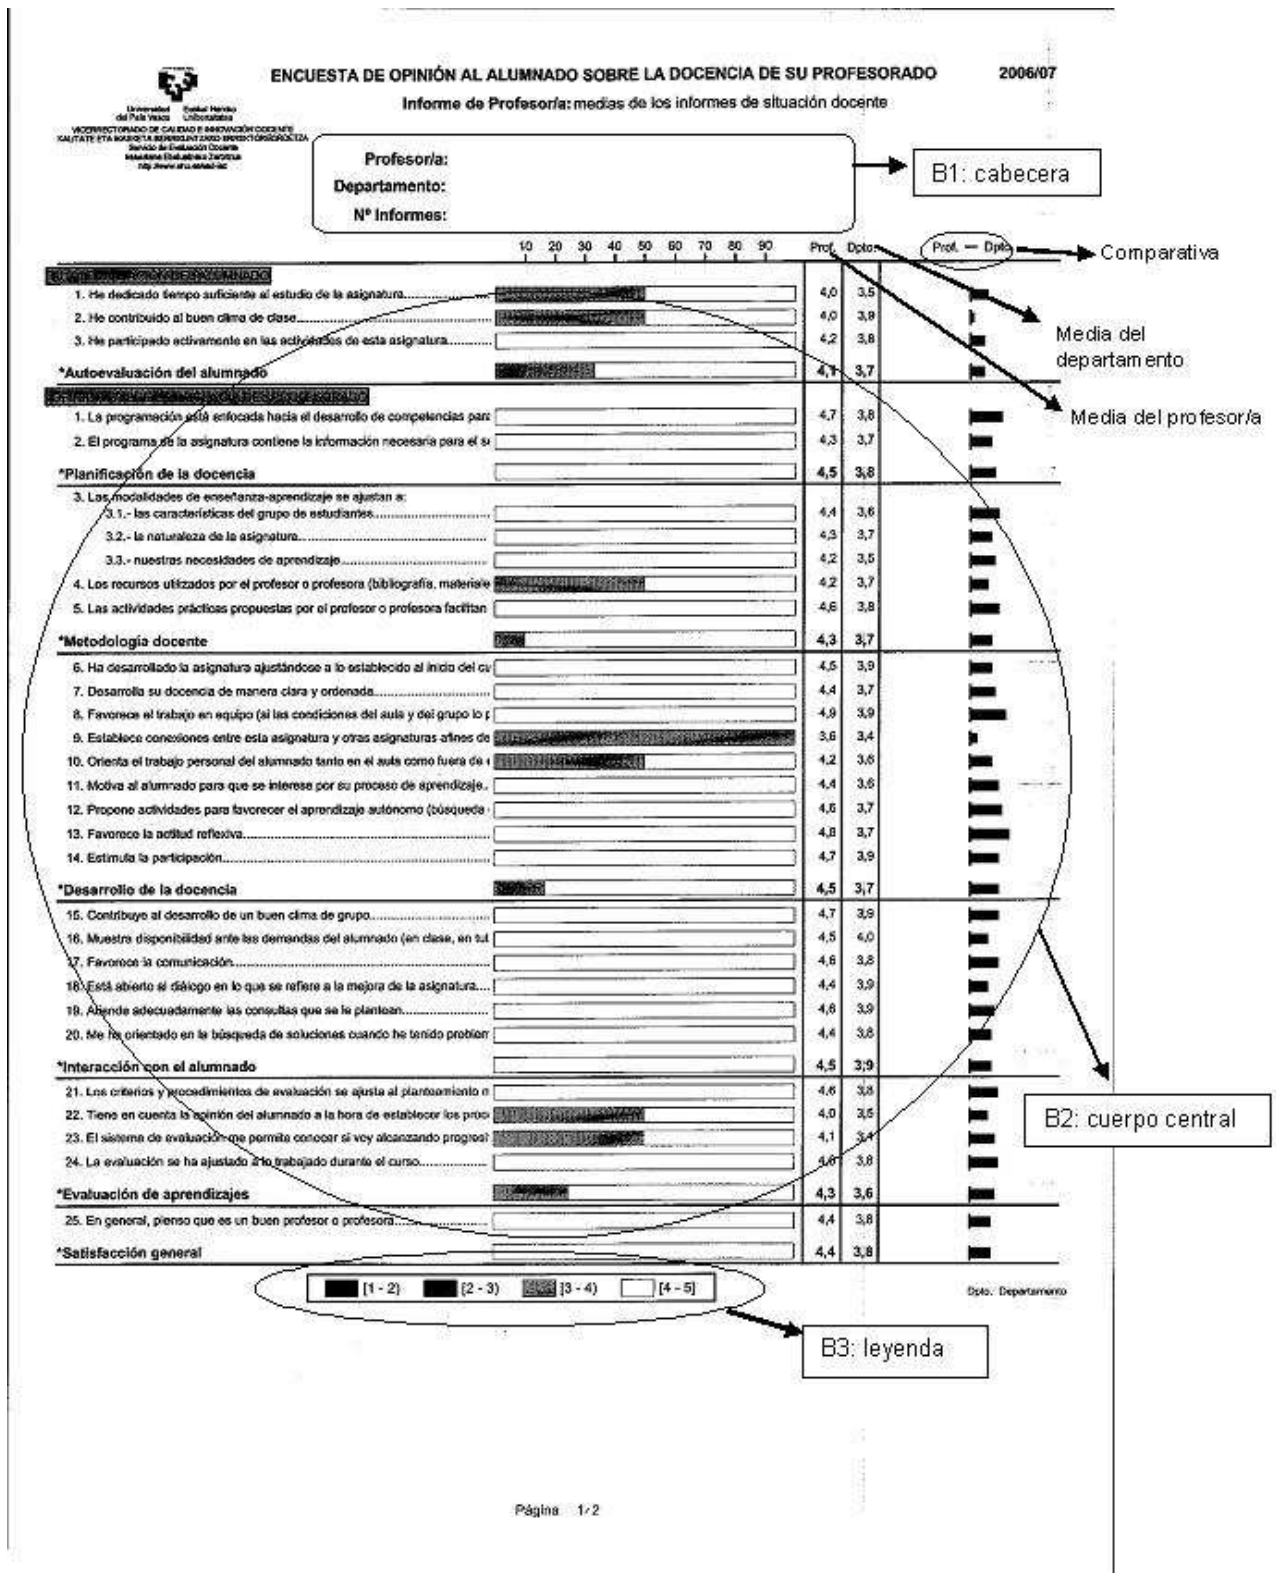 ENCUESTA DE OPINIÓN AL ALUMNADO SOBRE LA DOCENCIA DE SU PROFESORADO 2006/07
Informe de Profesor/a: medias de los informes de situación docente
Universidad del País Vasco
Euskal Herriko Unibertsitatea
VICERRECTORADO DE CALIDAD E INNOVACIÓN DOCENTE
Servicio de Evaluación Docente
Profesor/a:
Departamento:
Nº Informes:
B1: cabecera
10 20 30 40 50 60 70 80 90 Prof. Dpto. Prof. — Dpto.
Comparativa
1. He dedicado tiempo suficiente al estudio de la asignatura 4,0 3,5
2. He contribuido al buen clima de clase 4,0 3,9
3. He participado activamente en las actividades de esta asignatura 4,2 3,8
Media del departamento
*Autoevaluación del alumnado 4,1 3,7
Media del profesor/a
1. La programación está enfocada hacia el desarrollo de competencias para 4,7 3,8
2. El programa de la asignatura contiene la información necesaria para el s 4,3 3,7
*Planificación de la docencia 4,5 3,8
3. Las modalidades de enseñanza-aprendizaje se ajustan a:
3.1.- las características del grupo de estudiantes 4,4 3,6
3.2.- la naturaleza de la asignatura 4,3 3,7
3.3.- nuestras necesidades de aprendizaje 4,2 3,5
4. Los recursos utilizados por el profesor o profesora (bibliografía, materiale 4,2 3,7
5. Las actividades prácticas propuestas por el profesor o profesora facilitan 4,6 3,8
*Metodología docente 4,3 3,7
6. Ha desarrollado la asignatura ajustándose a lo establecido al inicio del cu 4,5 3,9
7. Desarrolla su docencia de manera clara y ordenada 4,4 3,7
8. Favorece el trabajo en equipo (si las condiciones del aula y del grupo lo p 4,9 3,9
9. Establece conexiones entre esta asignatura y otras asignaturas afines de 3,6 3,4
10. Orienta el trabajo personal del alumnado tanto en el aula como fuera de 4,2 3,6
11. Motiva al alumnado para que se interese por su proceso de aprendizaje 4,4 3,6
12. Propone actividades para favorecer el aprendizaje autónomo (búsqueda 4,6 3,7
13. Favorece la actitud reflexiva 4,8 3,7
14. Estimula la participación 4,7 3,9
*Desarrollo de la docencia 4,5 3,7
15. Contribuye al desarrollo de un buen clima de grupo 4,7 3,9
16. Muestra disponibilidad ante las demandas del alumnado (en clase, en tut 4,5 4,0
17. Favorece la comunicación 4,6 3,8
18. Está abierto al diálogo en lo que se refiere a la mejora de la asignatura 4,4 3,9
19. Atiende adecuadamente las consultas que se le plantean 4,6 3,9
20. Me ha orientado en la búsqueda de soluciones cuando he tenido problem 4,4 3,8
*Interacción con el alumnado 4,5 3,9
21. Los criterios y procedimientos de evaluación se ajusta al planteamiento m 4,6 3,8
22. Tiene en cuenta la opinión del alumnado a la hora de establecer los proc 4,0 3,5
B2: cuerpo central
23. El sistema de evaluación me permite conocer si voy alcanzando progresi 4,1 3,4
24. La evaluación se ha ajustado a lo trabajado durante el curso 4,6 3,8
*Evaluación de aprendizajes 4,3 3,6
25. En general, pienso que es un buen profesor o profesora 4,4 3,8
*Satisfacción general 4,4 3,8
[1 - 2) [2 - 3) [3 - 4) [4 - 5]
Dpto. Departamento
B3: leyenda
Página 1/2